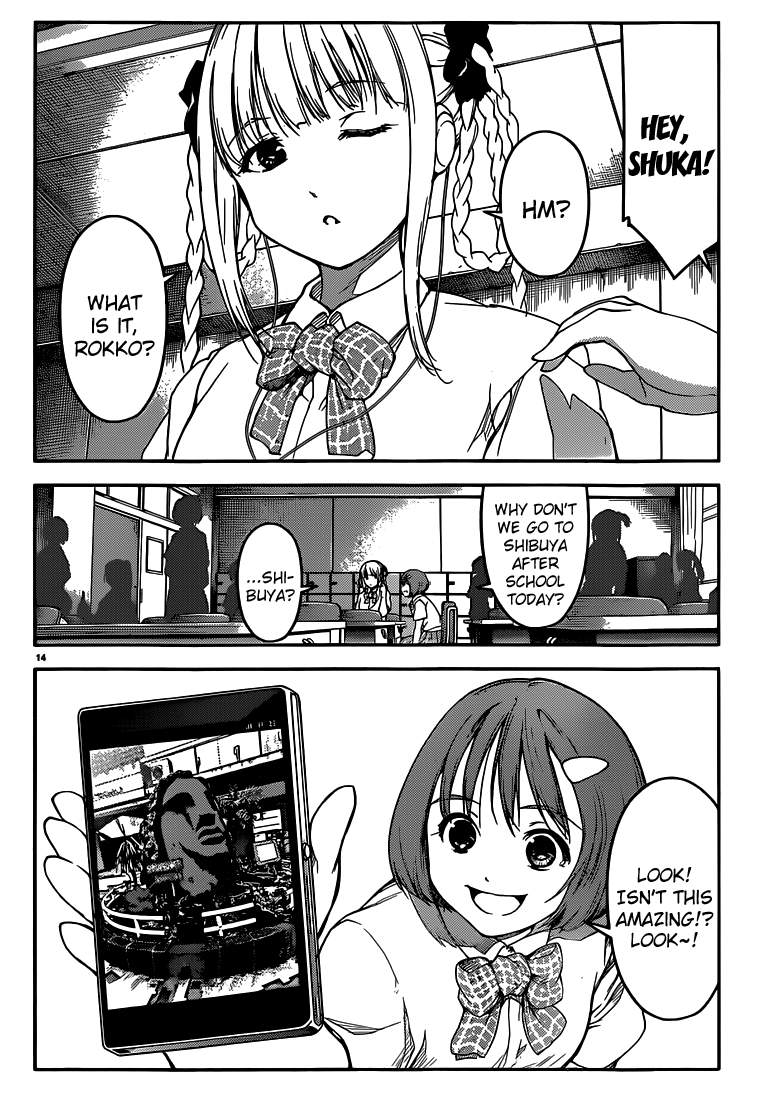 HEY,
SHUKA!
HM?
WHAT
IS IT,
ROKKO?
WHY DON'T
WE GO TO
SHIBUYA
AFTER
SCHOOL
TODAY?
...SHI-
BUYA?
14
LOOK!
ISN'T THIS
AMAZING!?
LOOK~!